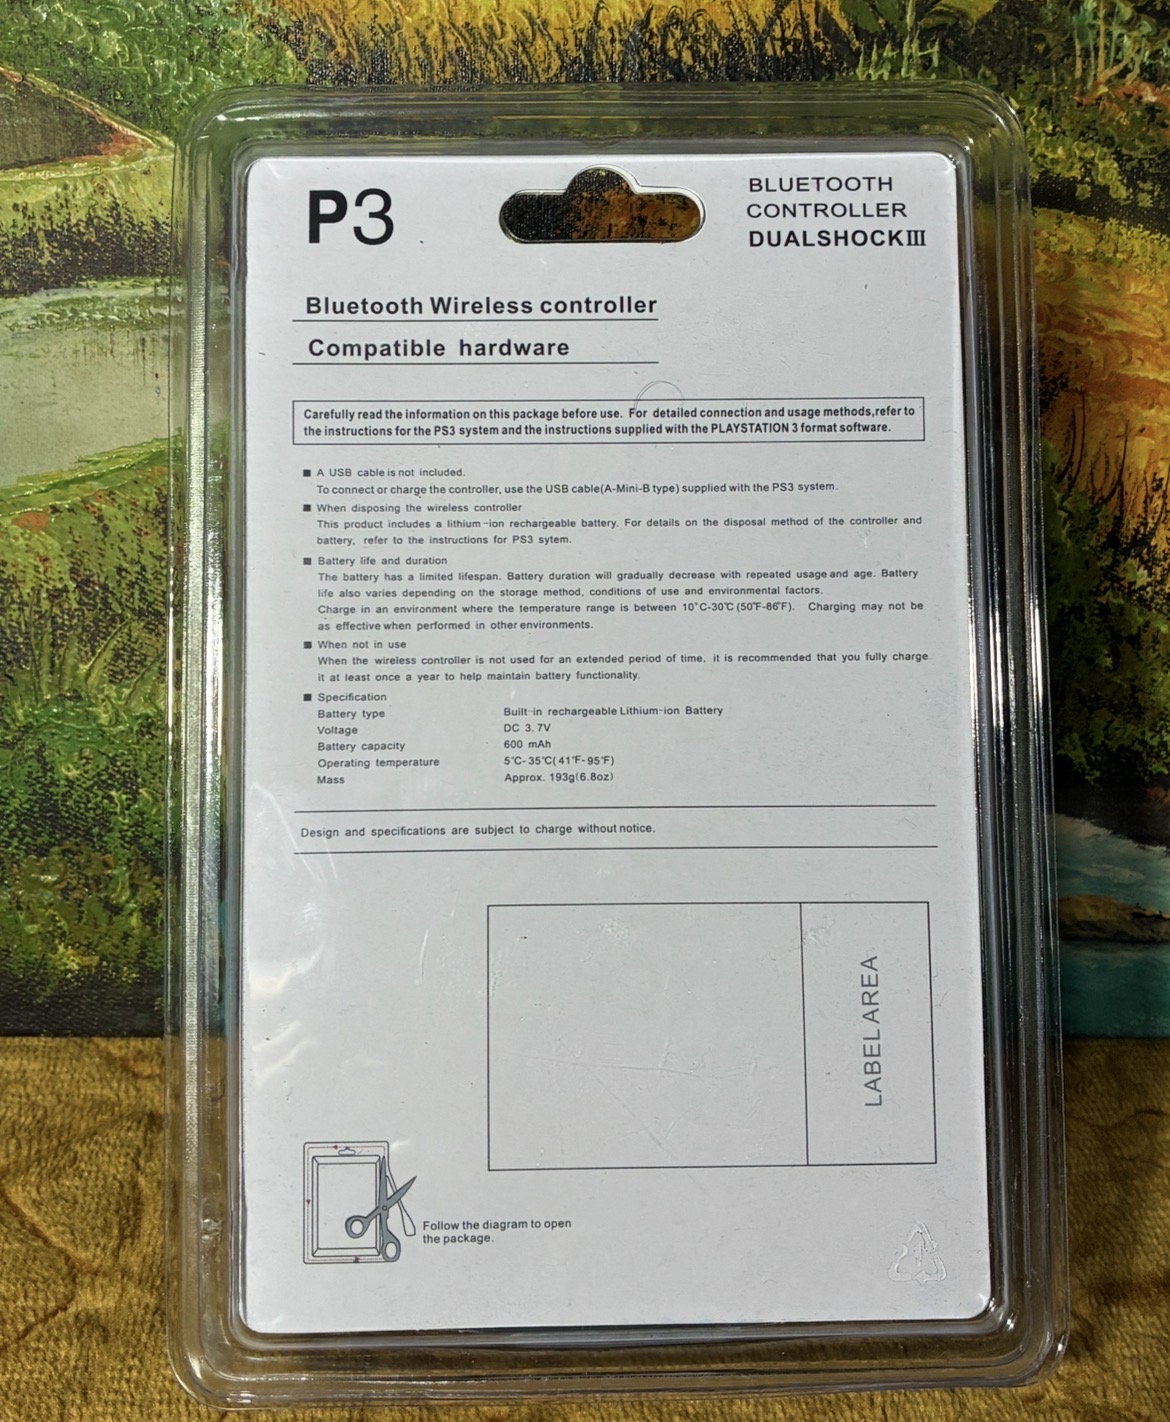 P3
BLUETOOTH
CONTROLLER
DUALSHOCKIII
Bluetooth Wireless controller
Compatible hardware
Carefully read the information on this package before use. For detailed connection and usage methods,refer to
the instructions for the PS3 system and the instructions supplied with the PLAYSTATION 3 format software.
■ A USB cable is not included.
To connect or charge the controller, use the USB cable(A-Mini-B type) supplied with the PS3 system.
■ When disposing the wireless controller
This product includes a lithium-ion rechargeable battery. For details on the disposal method of the controller and
battery, refer to the instructions for PS3 sytem.
■ Battery life and duration
The battery has a limited lifespan. Battery duration will gradually decrease with repeated usage and age. Battery
life also varies depending on the storage method, conditions of use and environmental factors.
Charge in an environment where the temperature range is between 10°C-30℃(50℉-86℉). Charging may not be
as effective when performed in other environments.
■ When not in use
When the wireless controller is not used for an extended period of time, it is recommended that you fully charge
it at least once a year to help maintain battery functionality.
■ Specification
Battery type Built-in rechargeable Lithium-ion Battery
Voltage DC 3.7V
Battery capacity 600 mAh
Operating temperature 5℃-35℃(41℉-95℉)
Mass Approx. 193g(6.8oz)
Design and specifications are subject to charge without notice.
LABEL AREA
Follow the diagram to open
the package.
1